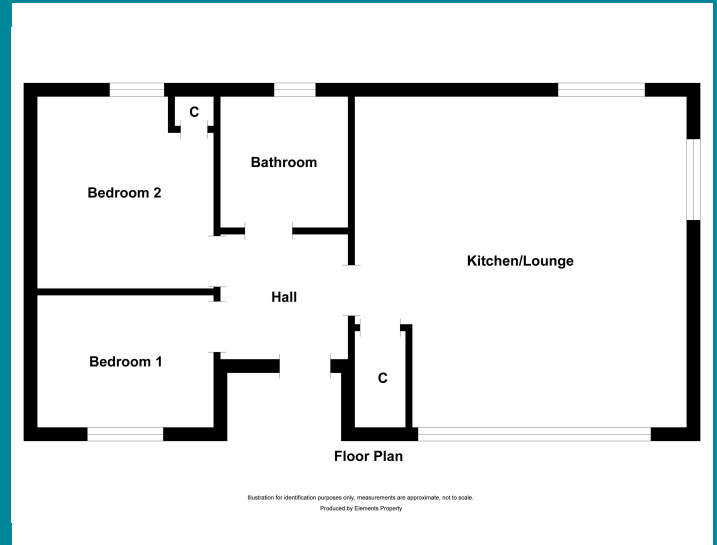 C
Bathroom
Bedroom 2
Kitchen/Lounge
Hall
Bedroom 1
C
Floor Plan
Illustration for identification purposes only, measurements are approximate, not to scale.
Produced by Elements Property